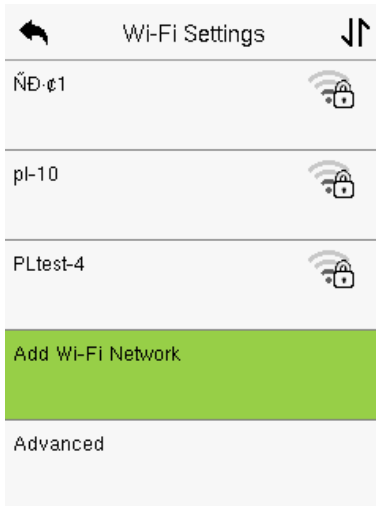 Wi-Fi Settings
ÑÐ·¢1
pl-10
PLtest-4
Add Wi-Fi Network
Advanced